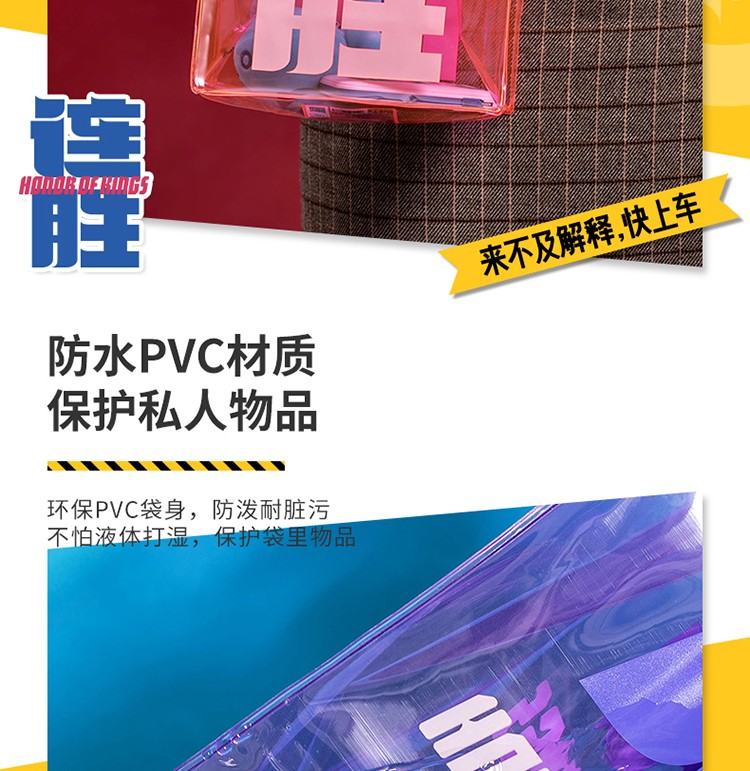 胜
连
HONOR OF KINGS
胜
来不及解释,快上车
防水PVC材质
保护私人物品
环保PVC袋身，防泼耐脏污
不怕液体打湿，保护袋里物品